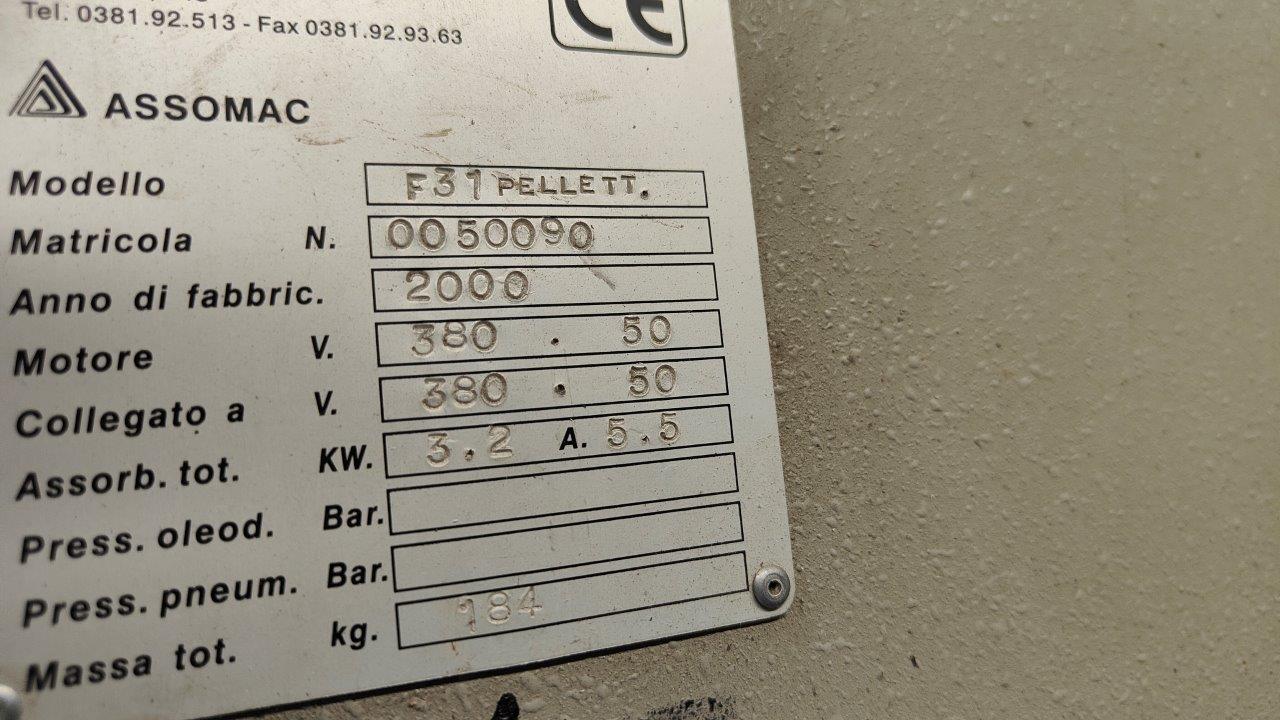 Tel. 0381.92.513 - Fax 0381.92.93.63
CE
ASSOMAC
Modello F31 PELLETT.
Matricola N. 0050090
Anno di fabbric. 2000
Motore V. 380 . 50
Collegato a V. 380 . 50
Assorb. tot. KW. 3.2 A. 5.5
Press. oleod. Bar.
Press. pneum. Bar.
Massa tot. kg. 184